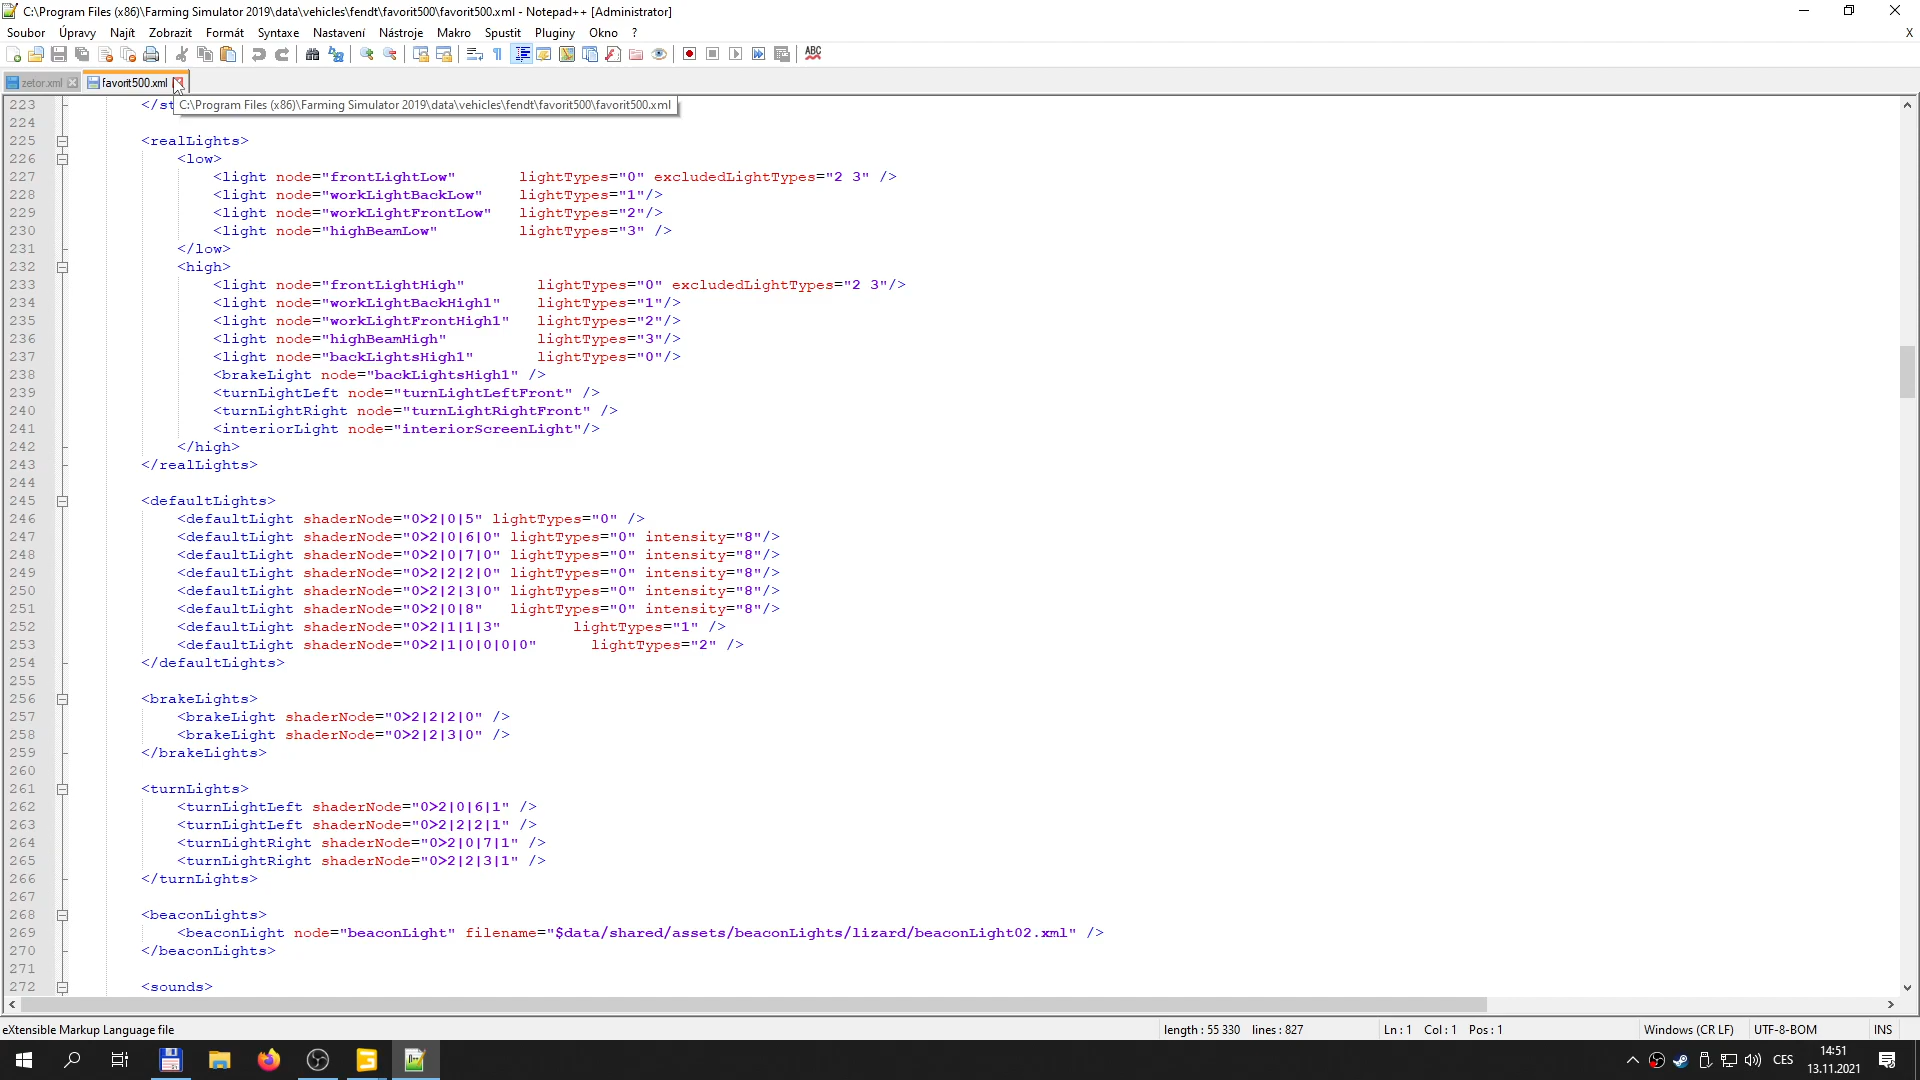 C:\Program Files (x86)\Farming Simulator 2019\data\vehicles\fendt\favorit500\favorit500.xml - Notepad++ [Administrator]
Soubor Úpravy Najít Zobrazit Formát Syntaxe Nastavení Nástroje Makro Spustit Pluginy Okno ? X
ABC
zetor.xml favorit500.xml
C:\Program Files (x86)\Farming Simulator 2019\data\vehicles\fendt\favorit500\favorit500.xml
223 </st
224
225 <realLights>
226 <low>
227 <light node="frontLightLow" lightTypes="0" excludedLightTypes="2 3" />
228 <light node="workLightBackLow" lightTypes="1"/>
229 <light node="workLightFrontLow" lightTypes="2"/>
230 <light node="highBeamLow" lightTypes="3" />
231 </low>
232 <high>
233 <light node="frontLightHigh" lightTypes="0" excludedLightTypes="2 3"/>
234 <light node="workLightBackHigh1" lightTypes="1"/>
235 <light node="workLightFrontHigh1" lightTypes="2"/>
236 <light node="highBeamHigh" lightTypes="3"/>
237 <light node="backLightsHigh1" lightTypes="0"/>
238 <brakeLight node="backLightsHigh1" />
239 <turnLightLeft node="turnLightLeftFront" />
240 <turnLightRight node="turnLightRightFront" />
241 <interiorLight node="interiorScreenLight"/>
242 </high>
243 </realLights>
244
245 <defaultLights>
246 <defaultLight shaderNode="0>2|0|5" lightTypes="0" />
247 <defaultLight shaderNode="0>2|0|6|0" lightTypes="0" intensity="8"/>
248 <defaultLight shaderNode="0>2|0|7|0" lightTypes="0" intensity="8"/>
249 <defaultLight shaderNode="0>2|2|2|0" lightTypes="0" intensity="8"/>
250 <defaultLight shaderNode="0>2|2|3|0" lightTypes="0" intensity="8"/>
251 <defaultLight shaderNode="0>2|0|8" lightTypes="0" intensity="8"/>
252 <defaultLight shaderNode="0>2|1|1|3" lightTypes="1" />
253 <defaultLight shaderNode="0>2|1|0|0|0|0" lightTypes="2" />
254 </defaultLights>
255
256 <brakeLights>
257 <brakeLight shaderNode="0>2|2|2|0" />
258 <brakeLight shaderNode="0>2|2|3|0" />
259 </brakeLights>
260
261 <turnLights>
262 <turnLightLeft shaderNode="0>2|0|6|1" />
263 <turnLightLeft shaderNode="0>2|2|2|1" />
264 <turnLightRight shaderNode="0>2|0|7|1" />
265 <turnLightRight shaderNode="0>2|2|3|1" />
266 </turnLights>
267
268 <beaconLights>
269 <beaconLight node="beaconLight" filename="$data/shared/assets/beaconLights/lizard/beaconLight02.xml" />
270 </beaconLights>
271
272 <sounds>
eXtensible Markup Language file length : 55 330 lines : 827 Ln : 1 Col : 1 Pos : 1 Windows (CR LF) UTF-8-BOM INS
CES 14:51
13.11.2021